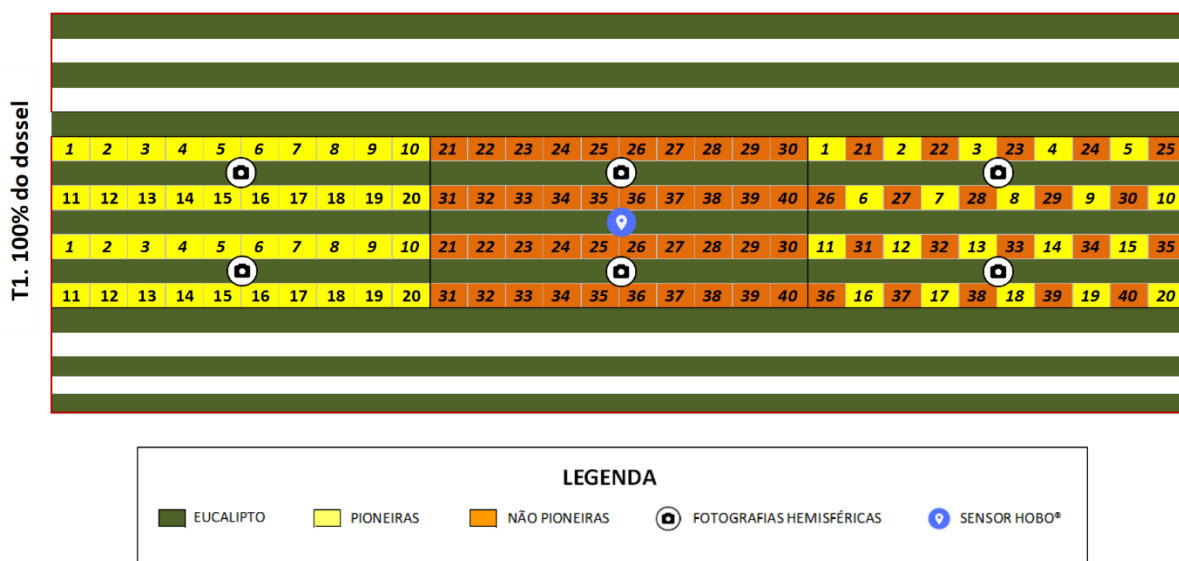 T1. 100% do dossel
1 2 3 4 5 6 7 8 9 10 21 22 23 24 25 26 27 28 29 30 1 21 2 22 3 23 4 24 5 25
11 12 13 14 15 16 17 18 19 20 31 32 33 34 35 36 37 38 39 40 26 6 27 7 28 8 29 9 30 10
1 2 3 4 5 6 7 8 9 10 21 22 23 24 25 26 27 28 29 30 11 31 12 32 13 33 14 34 15 35
11 12 13 14 15 16 17 18 19 20 31 32 33 34 35 36 37 38 39 40 36 16 37 17 38 18 39 19 40 20
LEGENDA
EUCALIPTO PIONEIRAS NÃO PIONEIRAS FOTOGRAFIAS HEMISFÉRICAS SENSOR HOBO®